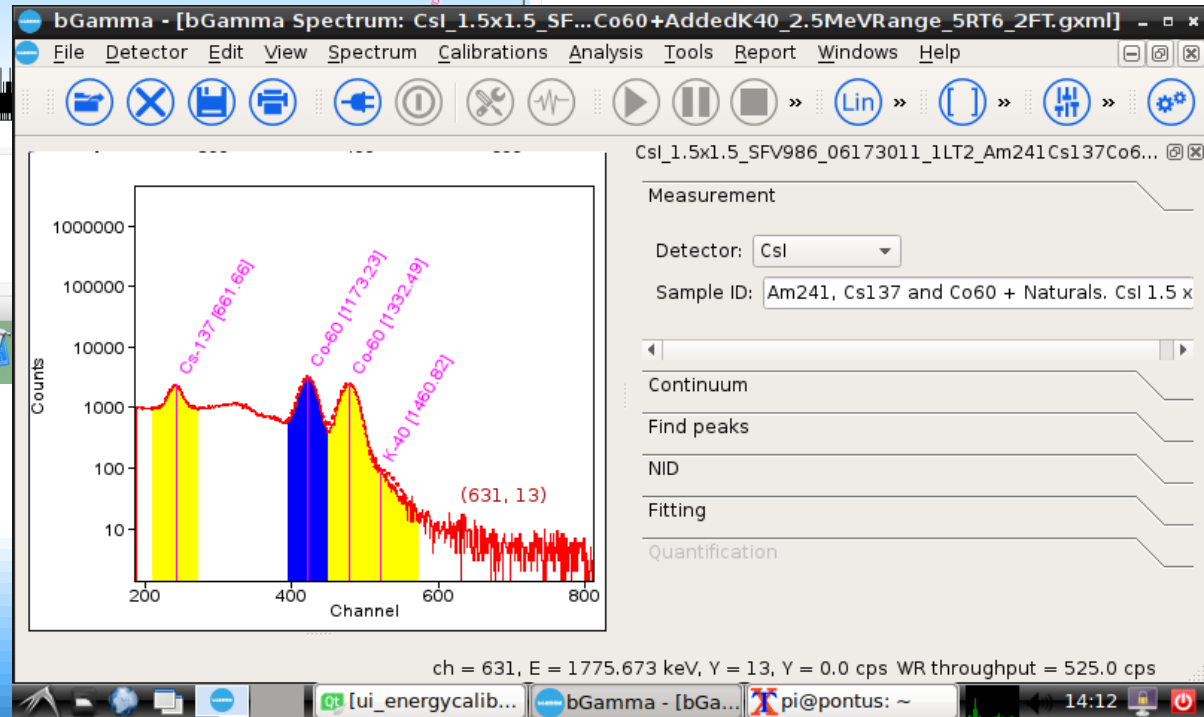 bGamma - [bGamma Spectrum: CsI_1.5x1.5_SF...Co60+AddedK40_2.5MeVRange_5RT6_2FT.gxml]
File Detector Edit View Spectrum Calibrations Analysis Tools Report Windows Help
Lin
CsI_1.5x1.5_SFV986_06173011_1LT2_Am241Cs137Co6...
Measurement
Detector: CsI
Sample ID: Am241, Cs137 and Co60 + Naturals. CsI 1.5 x
Continuum
Find peaks
NID
Fitting
Quantification
Counts
1000000
100000
10000
1000
100
10
Cs-137 [661.66]
Co-60 [1173.23]
Co-60 [1332.49]
K-40 [1460.82]
(631, 13)
200 400 600 800
Channel
ch = 631, E = 1775.673 keV, Y = 13, Y = 0.0 cps WR throughput = 525.0 cps
[ui_energycalib... bGamma - [bGa... pi@pontus: ~ 14:12